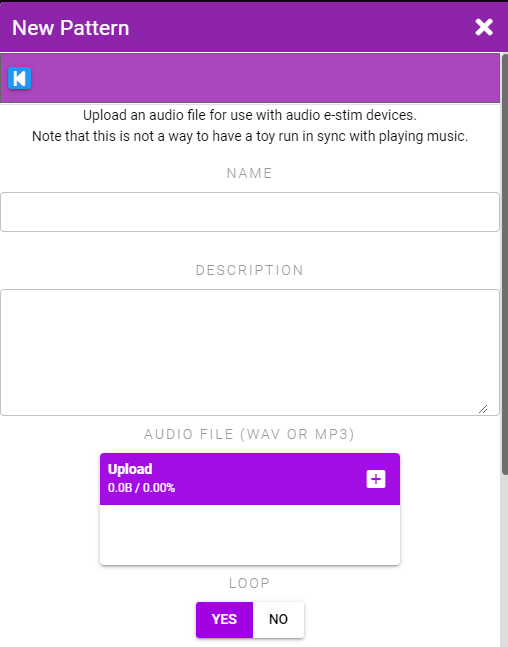 New Pattern
Upload an audio file for use with audio e-stim devices.
Note that this is not a way to have a toy run in sync with playing music.
NAME
DESCRIPTION
AUDIO FILE (WAV OR MP3)
Upload
0.0B / 0.00%
LOOP
YES NO